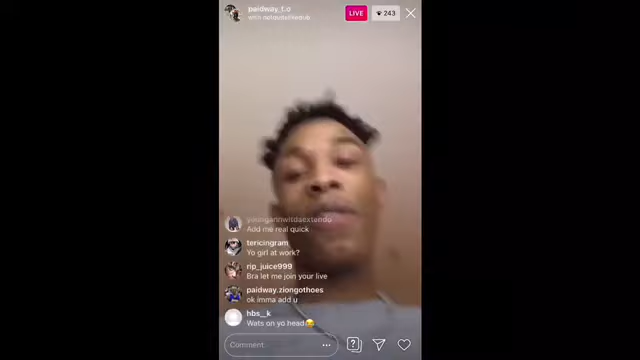 paidway_t.o
LIVE
243
Add me real quick
tericingram
Yo girl at work?
rip_juice999
Bra let me join your live
paidway.ziongothoes
ok imma add u
hbs_k
Wats on yo head😂
Comment